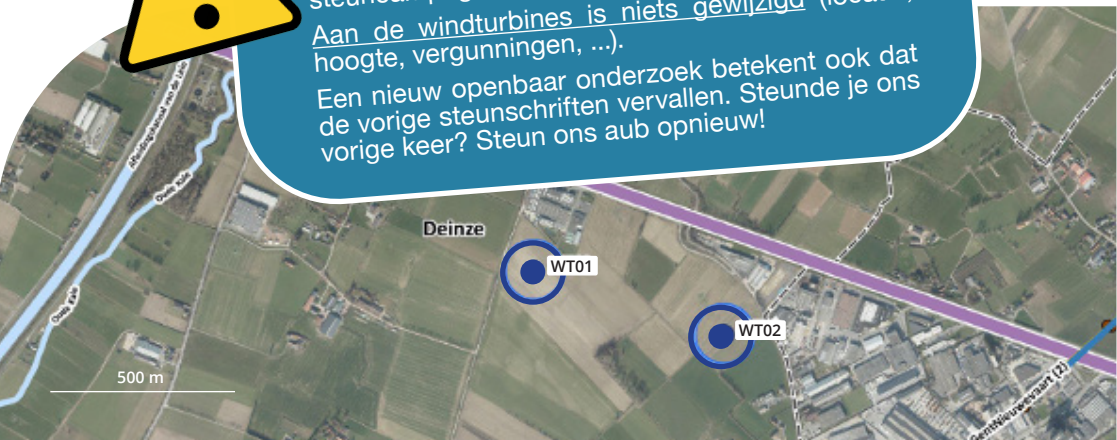 Aan de windturbines is niets gewijzigd
hoogte, vergunningen, ...).
Een nieuw openbaar onderzoek betekent ook dat
de vorige steunschriften vervallen. Steunde je ons
vorige keer? Steun ons aub opnieuw!
Oude Kale
Deinze
WT01
WT02
Oude Kale
500 m